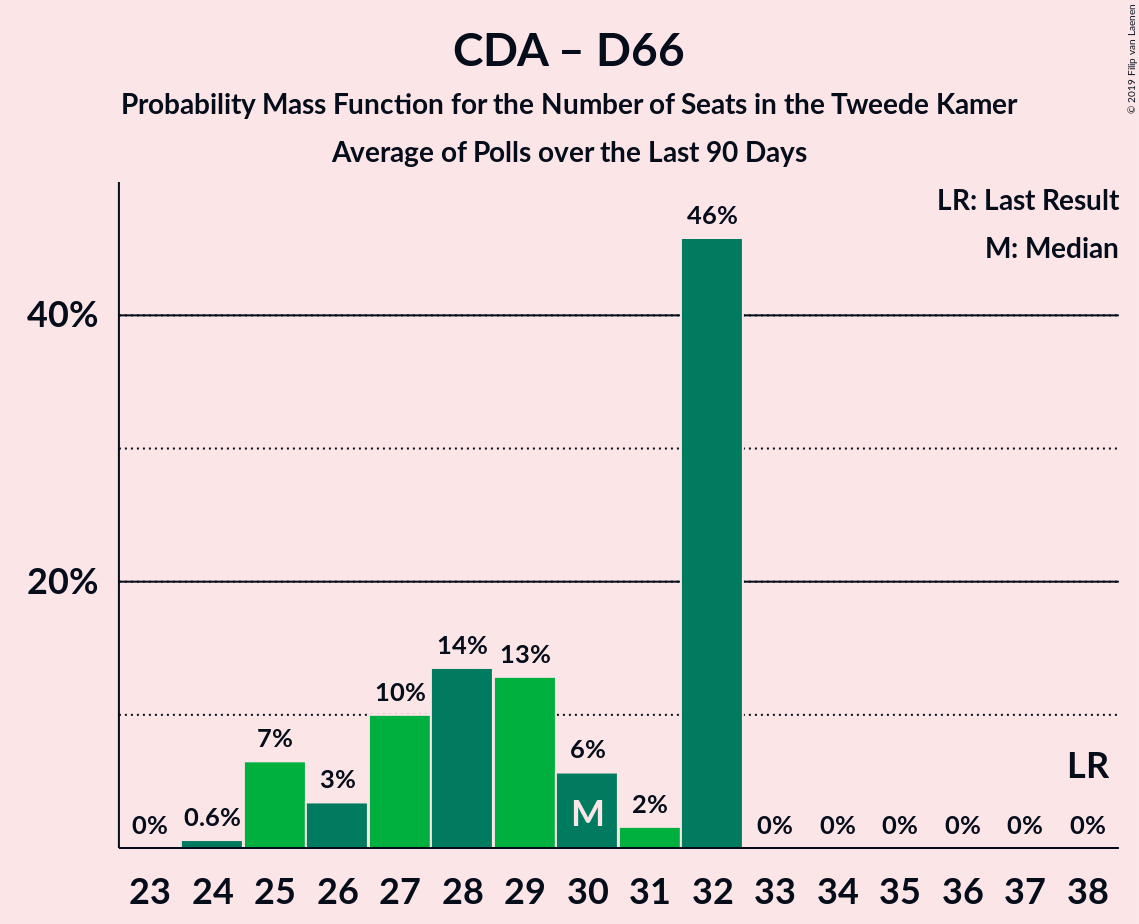 CDA – D66
Probability Mass Function for the Number of Seats in the Tweede Kamer
Average of Polls over the Last 90 Days
© 2019 Filip van Laenen
LR: Last Result
M: Median
46%
40%
20%
14%
13%
10%
7%
6%
3%
2%
0.6%
0%
0%
0%
0%
0%
0%
0%
LR
M
23 24 25 26 27 28 29 30 31 32 33 34 35 36 37 38